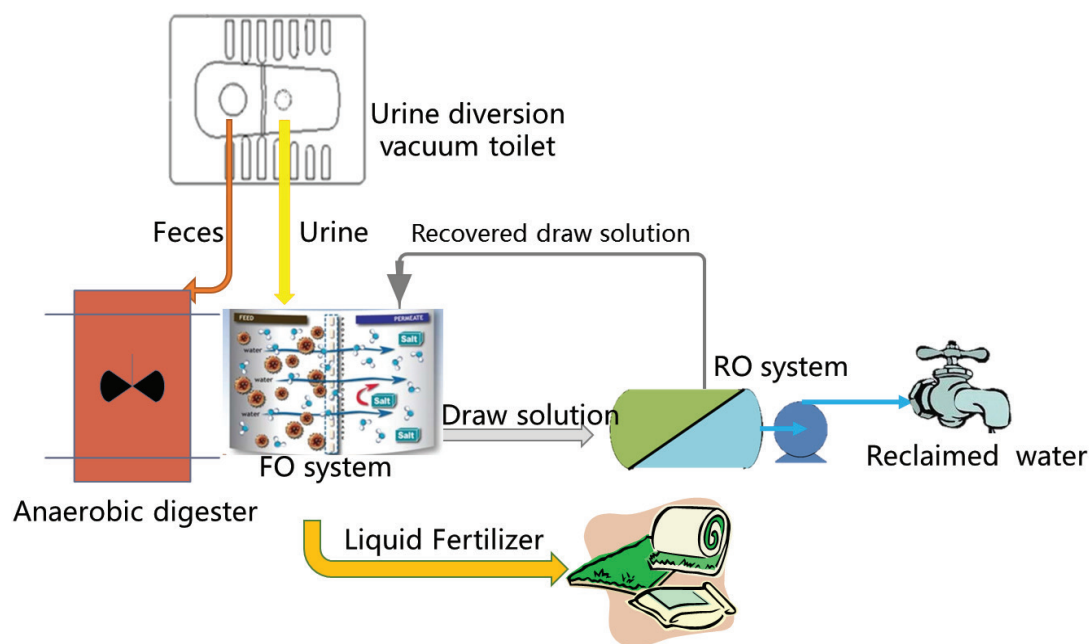 Urine diversion
vacuum toilet
Feces
Urine
Recovered draw solution
FEED
PERMEATE
Salt
water
water
Salt
water
Salt
RO system
Draw solution
FO system
Reclaimed water
Anaerobic digester
Liquid Fertilizer